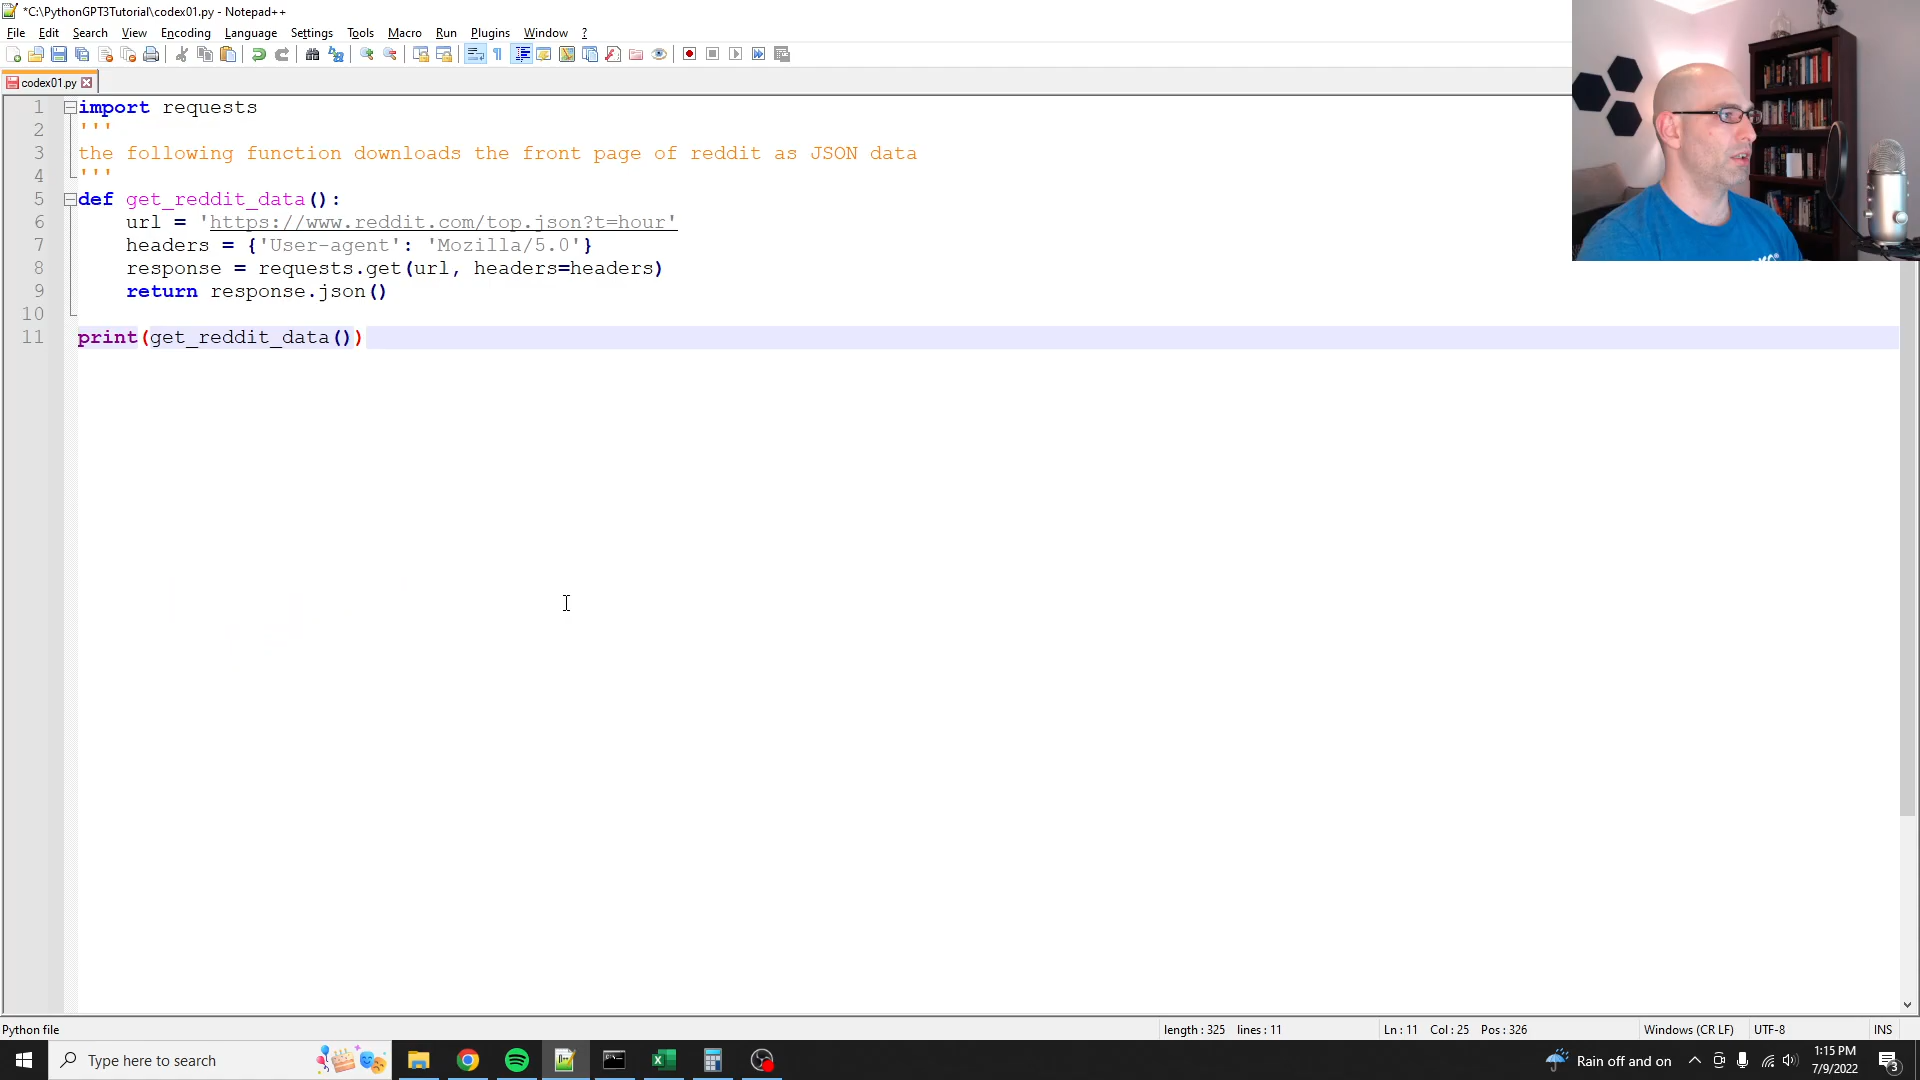 *C:\PythonGPT3Tutorial\codex01.py - Notepad++
File Edit Search View Encoding Language Settings Tools Macro Run Plugins Window ?
codex01.py
1 import requests
2 '''
3 the following function downloads the front page of reddit as JSON data
4 '''
5 def get_reddit_data():
6 url = 'https://www.reddit.com/top.json?t=hour'
7 headers = {'User-agent': 'Mozilla/5.0'}
8 response = requests.get(url, headers=headers)
9 return response.json()
10
11 print(get_reddit_data())
Python file length : 325 lines : 11 Ln : 11 Col : 25 Pos : 326 Windows (CR LF) UTF-8 INS
Type here to search Rain off and on 1:15 PM
7/9/2022 3